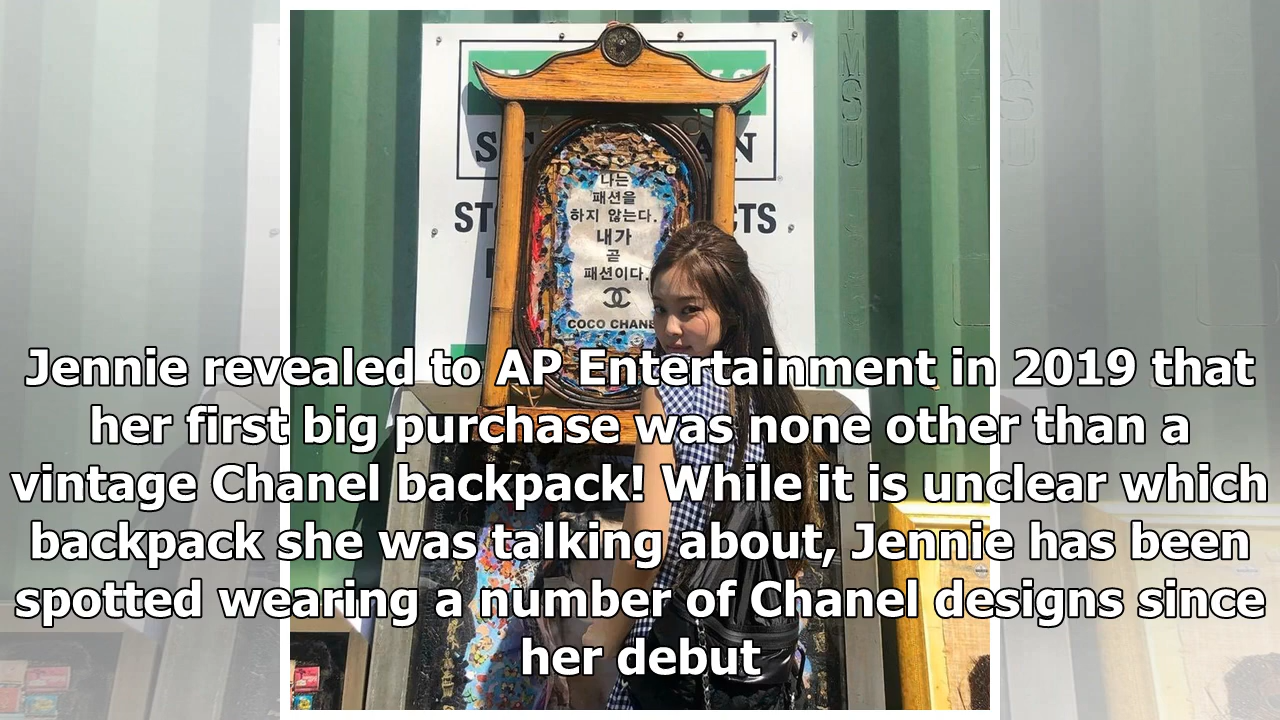 나는
패션을
하지 않는다.
내가
곧
패션이다.
COCO CHANE
Jennie revealed to AP Entertainment in 2019 that
her first big purchase was none other than a
vintage Chanel backpack! While it is unclear which
backpack she was talking about, Jennie has been
spotted wearing a number of Chanel designs since
her debut